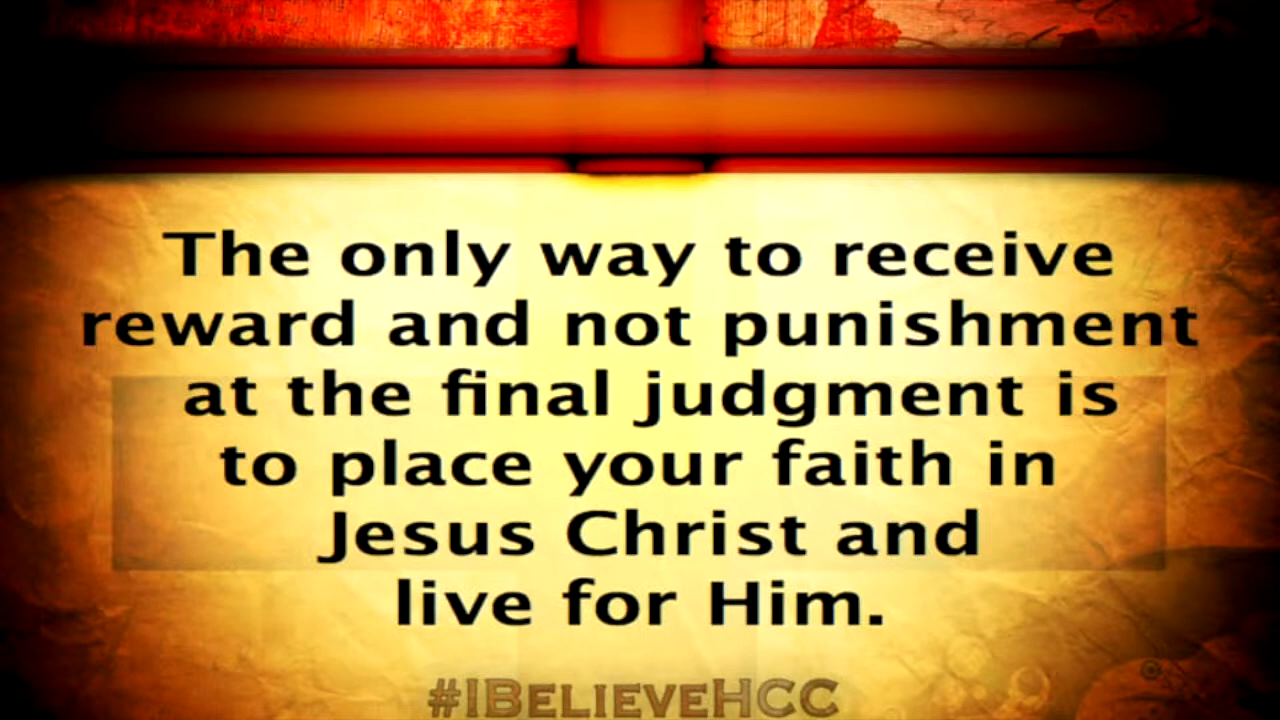 The only way to receive
reward and not punishment
at the final judgment is
to place your faith in
Jesus Christ and
live for Him.
#IBELIEVEHCC